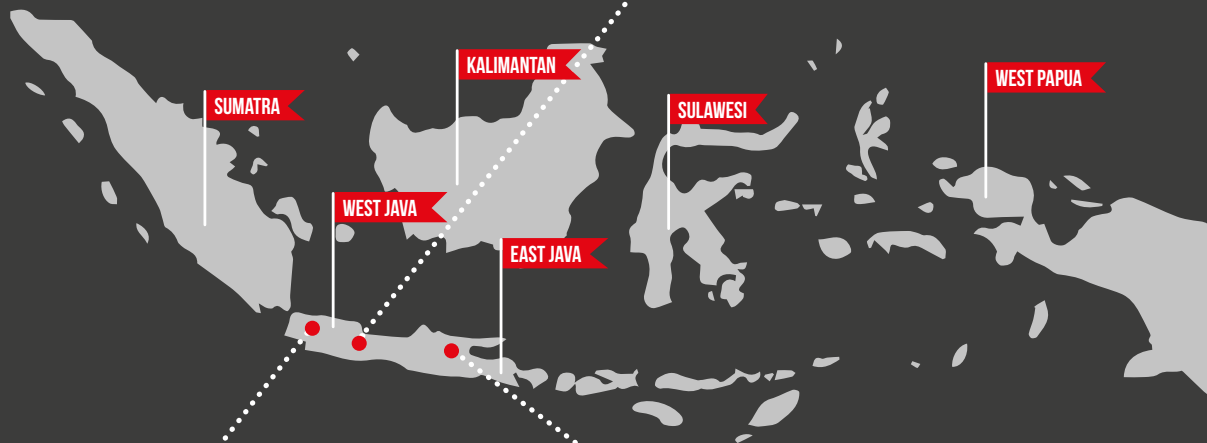 KALIMANTAN
WEST PAPUA
SUMATRA
SULAWESI
WEST JAVA
EAST JAVA